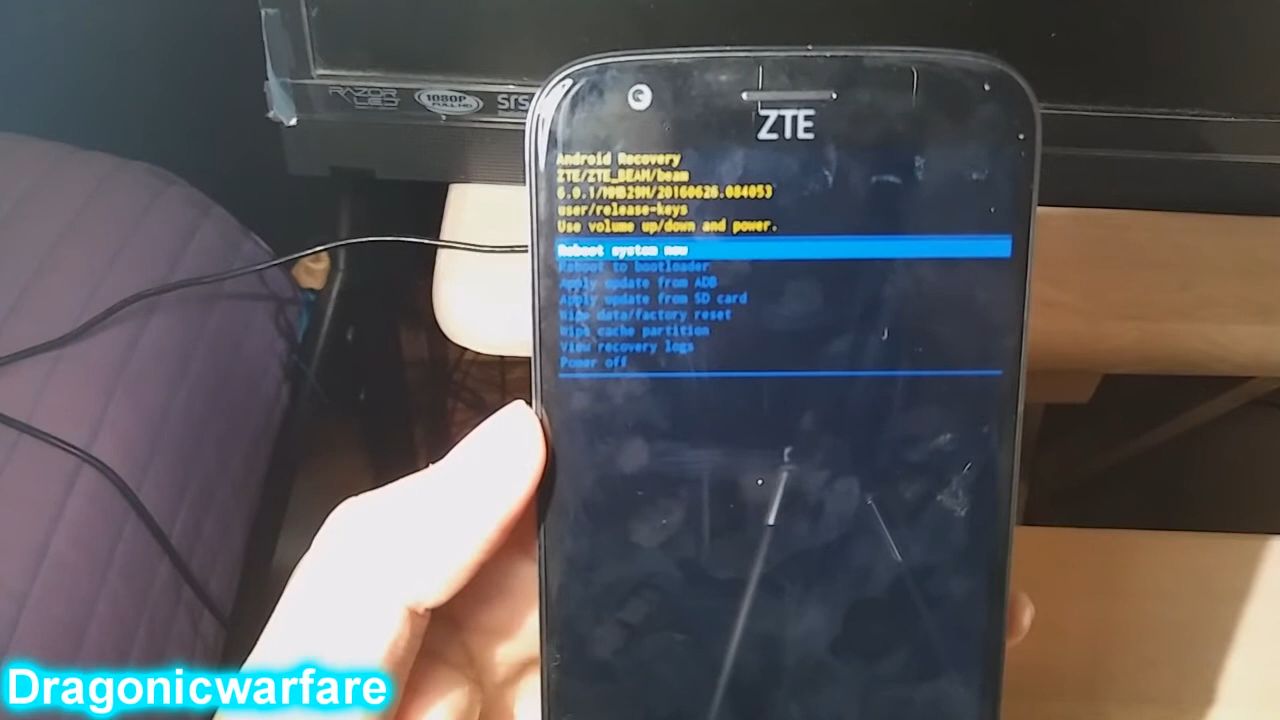 RAZOR
LED
1080P
FULL HD
SRS
ZTE
Android Recovery
ZTE/ZTE_BEAM/beam
6.0.1/MMB29M/20160626.084053
user/release-keys
Use volume up/down and power.
Reboot system now
Reboot to bootloader
Apply update from ADB
Apply update from SD card
Wipe data/factory reset
Wipe cache partition
View recovery logs
Power off
Dragonicwarfare